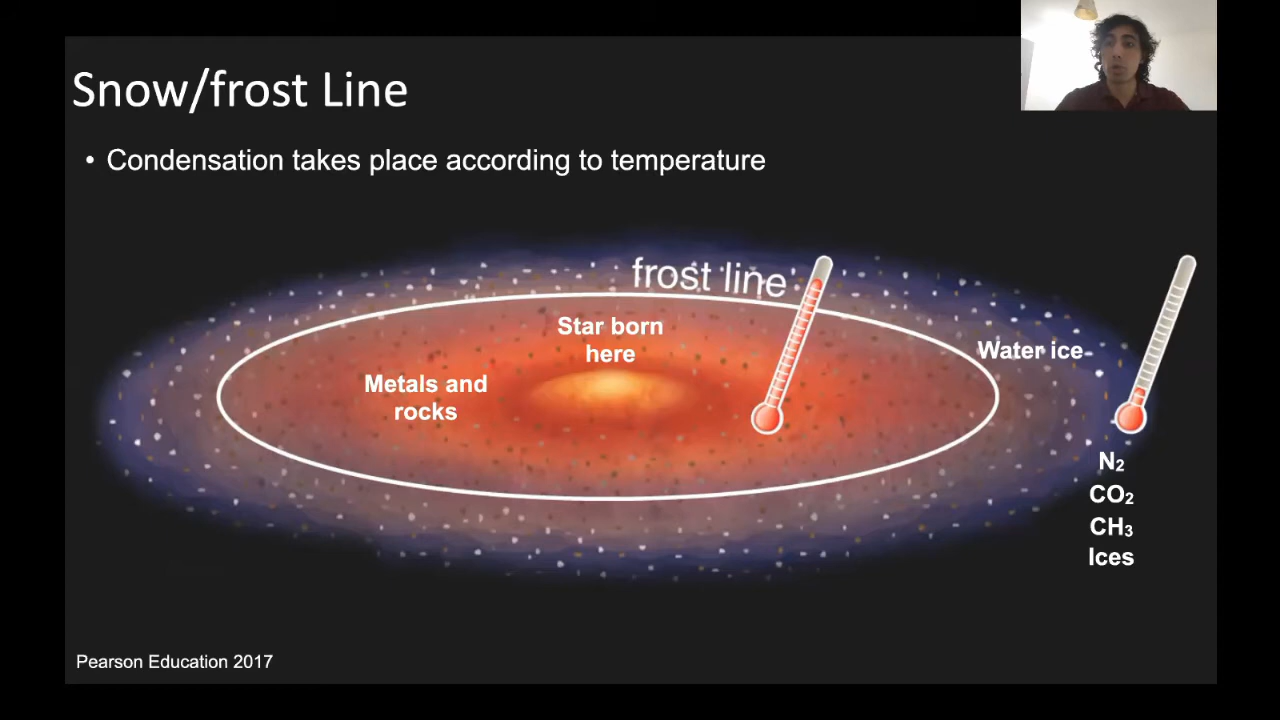 Snow/frost Line
• Condensation takes place according to temperature
frost line
Star born
here
Metals and
rocks
Water ice
N₂
CO₂
CH₃
Ices
Pearson Education 2017